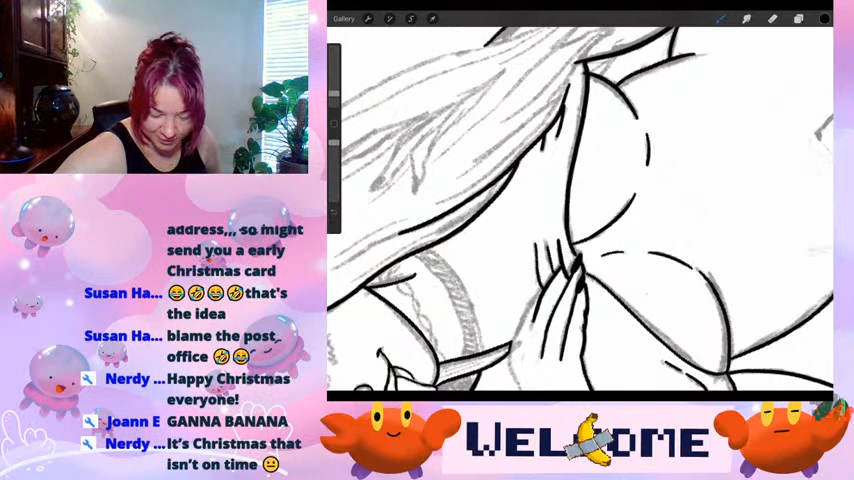 Gallery
address,,, so might
send you a early
Christmas card
Susan Ha... 😂🤣😂🤣that's
the idea
Susan Ha... blame the post
office 🤣😂
Nerdy ... Happy Christmas
everyone!
Joann E GANNA BANANA
Nerdy ... It's Christmas that
isn't on time 😐
WELCOME